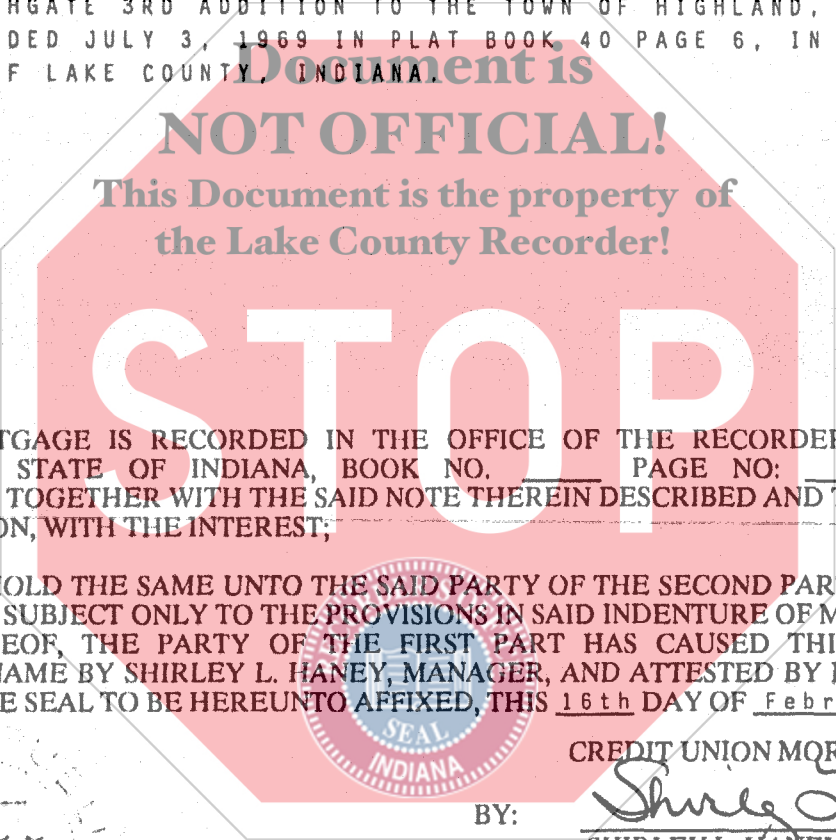 HGATE 3RD ADDITION TO THE TOWN OF HIGHLAND,
DED JULY 3, 1969 IN PLAT BOOK 40 PAGE 6, IN
F LAKE COUNTY, INDIANA.
Document is
NOT OFFICIAL!
This Document is the property of
the Lake County Recorder!
STOP
TGAGE IS RECORDED IN THE OFFICE OF THE RECORDER
STATE OF INDIANA, BOOK NO. ____ PAGE NO: __
TOGETHER WITH THE SAID NOTE THEREIN DESCRIBED AND
ON, WITH THE INTEREST;
HOLD THE SAME UNTO THE SAID PARTY OF THE SECOND PAR
SUBJECT ONLY TO THE PROVISIONS IN SAID INDENTURE OF M
EOF, THE PARTY OF THE FIRST PART HAS CAUSED THI
NAME BY SHIRLEY L. HANEY, MANAGER, AND ATTESTED BY
E SEAL TO BE HEREUNTO AFFIXED, THIS 16th DAY OF Febr
SEAL
INDIANA
CREDIT UNION MOR
Shirley
BY: